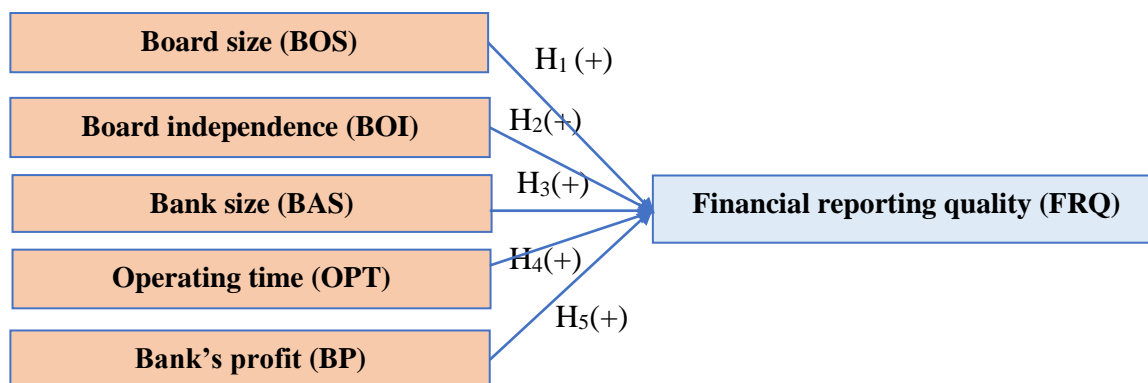 Board size (BOS)
H₁ (+)
Board independence (BOI)
H₂(+)
Bank size (BAS)
H₃(+)
Financial reporting quality (FRQ)
Operating time (OPT)
H₄(+)
Bank’s profit (BP)
H₅(+)